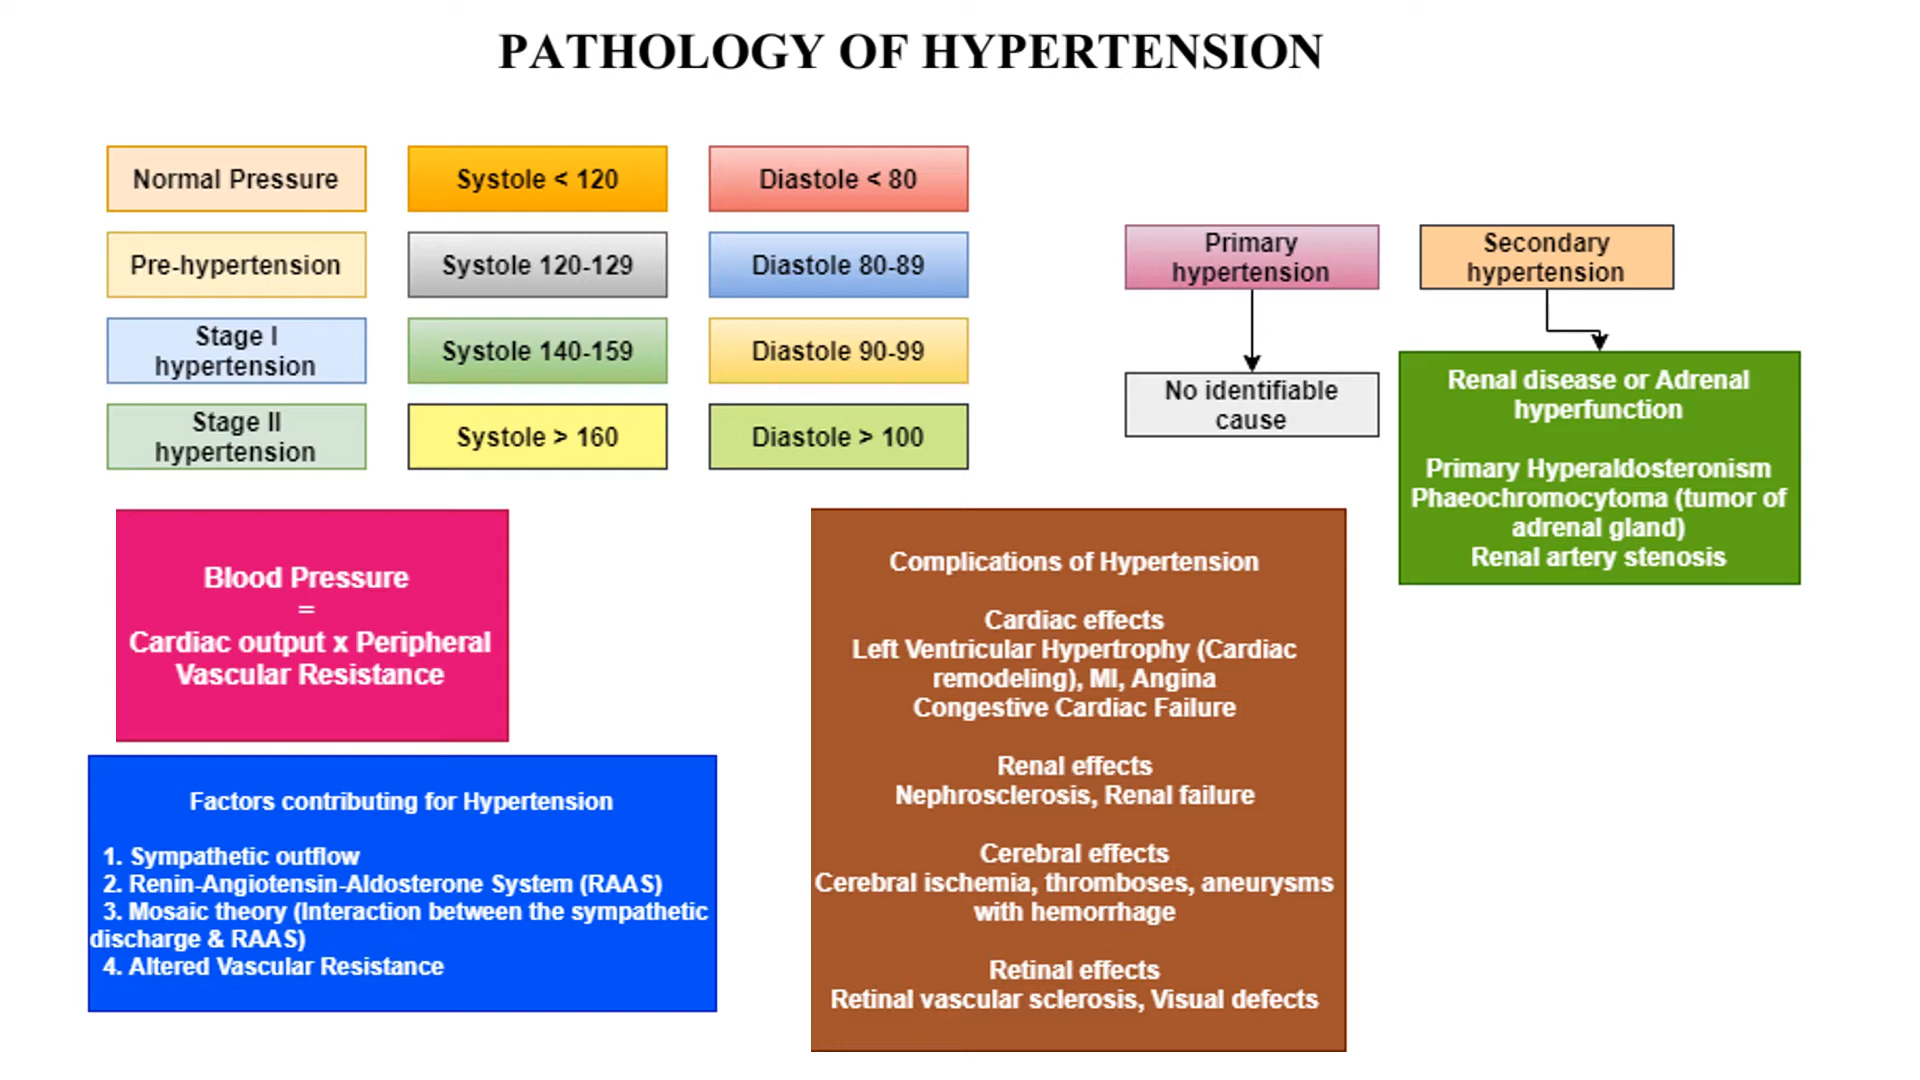 PATHOLOGY OF HYPERTENSION
Normal Pressure
Systole < 120
Diastole < 80
Pre-hypertension
Systole 120-129
Diastole 80-89
Stage I
hypertension
Systole 140-159
Diastole 90-99
Stage II
hypertension
Systole > 160
Diastole > 100
Primary
hypertension
Secondary
hypertension
No identifiable
cause
Renal disease or Adrenal
hyperfunction
Primary Hyperaldosteronism
Phaeochromocytoma (tumor of
adrenal gland)
Renal artery stenosis
Blood Pressure
=
Cardiac output x Peripheral
Vascular Resistance
Factors contributing for Hypertension
1. Sympathetic outflow
2. Renin-Angiotensin-Aldosterone System (RAAS)
3. Mosaic theory (Interaction between the sympathetic
discharge & RAAS)
4. Altered Vascular Resistance
Complications of Hypertension
Cardiac effects
Left Ventricular Hypertrophy (Cardiac
remodeling), MI, Angina
Congestive Cardiac Failure
Renal effects
Nephrosclerosis, Renal failure
Cerebral effects
Cerebral ischemia, thromboses, aneurysms
with hemorrhage
Retinal effects
Retinal vascular sclerosis, Visual defects